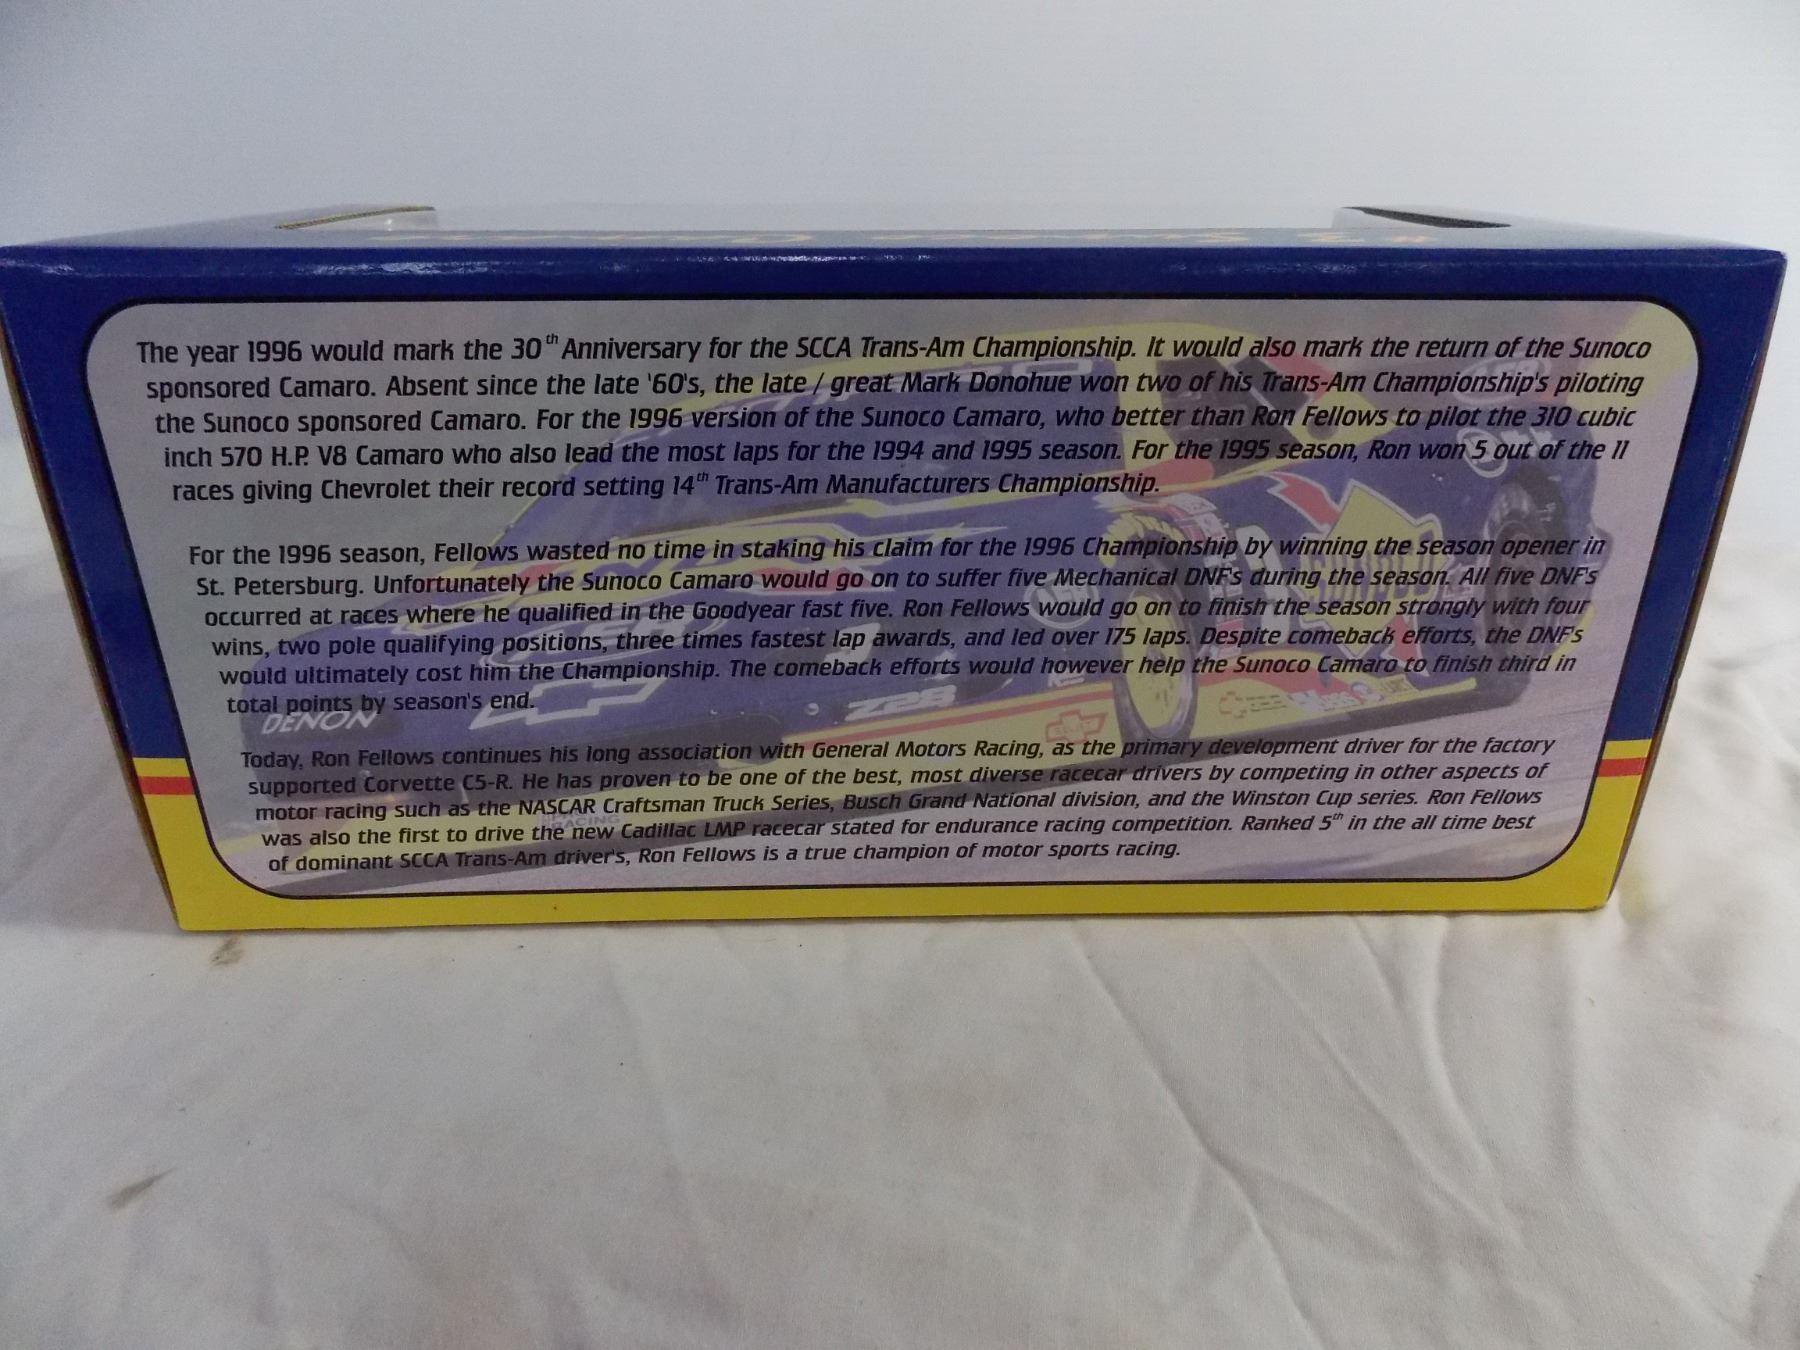 The year 1996 would mark the 30th Anniversary for the SCCA Trans-Am Championship. It would also mark the return of the Sunoco
sponsored Camaro. Absent since the late '60's, the late / great Mark Donohue won two of his Trans-Am Championship's piloting
the Sunoco sponsored Camaro. For the 1996 version of the Sunoco Camaro, who better than Ron Fellows to pilot the 310 cubic
inch 570 H.P. V8 Camaro who also lead the most laps for the 1994 and 1995 season. For the 1995 season, Ron won 5 out of the 11
races giving Chevrolet their record setting 14th Trans-Am Manufacturers Championship.
For the 1996 season, Fellows wasted no time in staking his claim for the 1996 Championship by winning the season opener in
St. Petersburg. Unfortunately the Sunoco Camaro would go on to suffer five Mechanical DNF's during the season. All five DNF's
occurred at races where he qualified in the Goodyear fast five. Ron Fellows would go on to finish the season strongly with four
wins, two pole qualifying positions, three times fastest lap awards, and led over 175 laps. Despite comeback efforts, the DNF's
would ultimately cost him the Championship. The comeback efforts would however help the Sunoco Camaro to finish third in
total points by season's end.
DENON
Z28
SUNOCO
Today, Ron Fellows continues his long association with General Motors Racing, as the primary development driver for the factory
supported Corvette C5-R. He has proven to be one of the best, most diverse racecar drivers by competing in other aspects of
motor racing such as the NASCAR Craftsman Truck Series, Busch Grand National division, and the Winston Cup series. Ron Fellows
was also the first to drive the new Cadillac LMP racecar stated for endurance racing competition. Ranked 5th in the all time best
of dominant SCCA Trans-Am driver's, Ron Fellows is a true champion of motor sports racing.
RACING